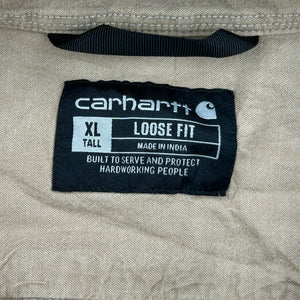 carhartt
XL TALL LOOSE FIT
MADE IN INDIA
BUILT TO SERVE AND PROTECT
HARDWORKING PEOPLE